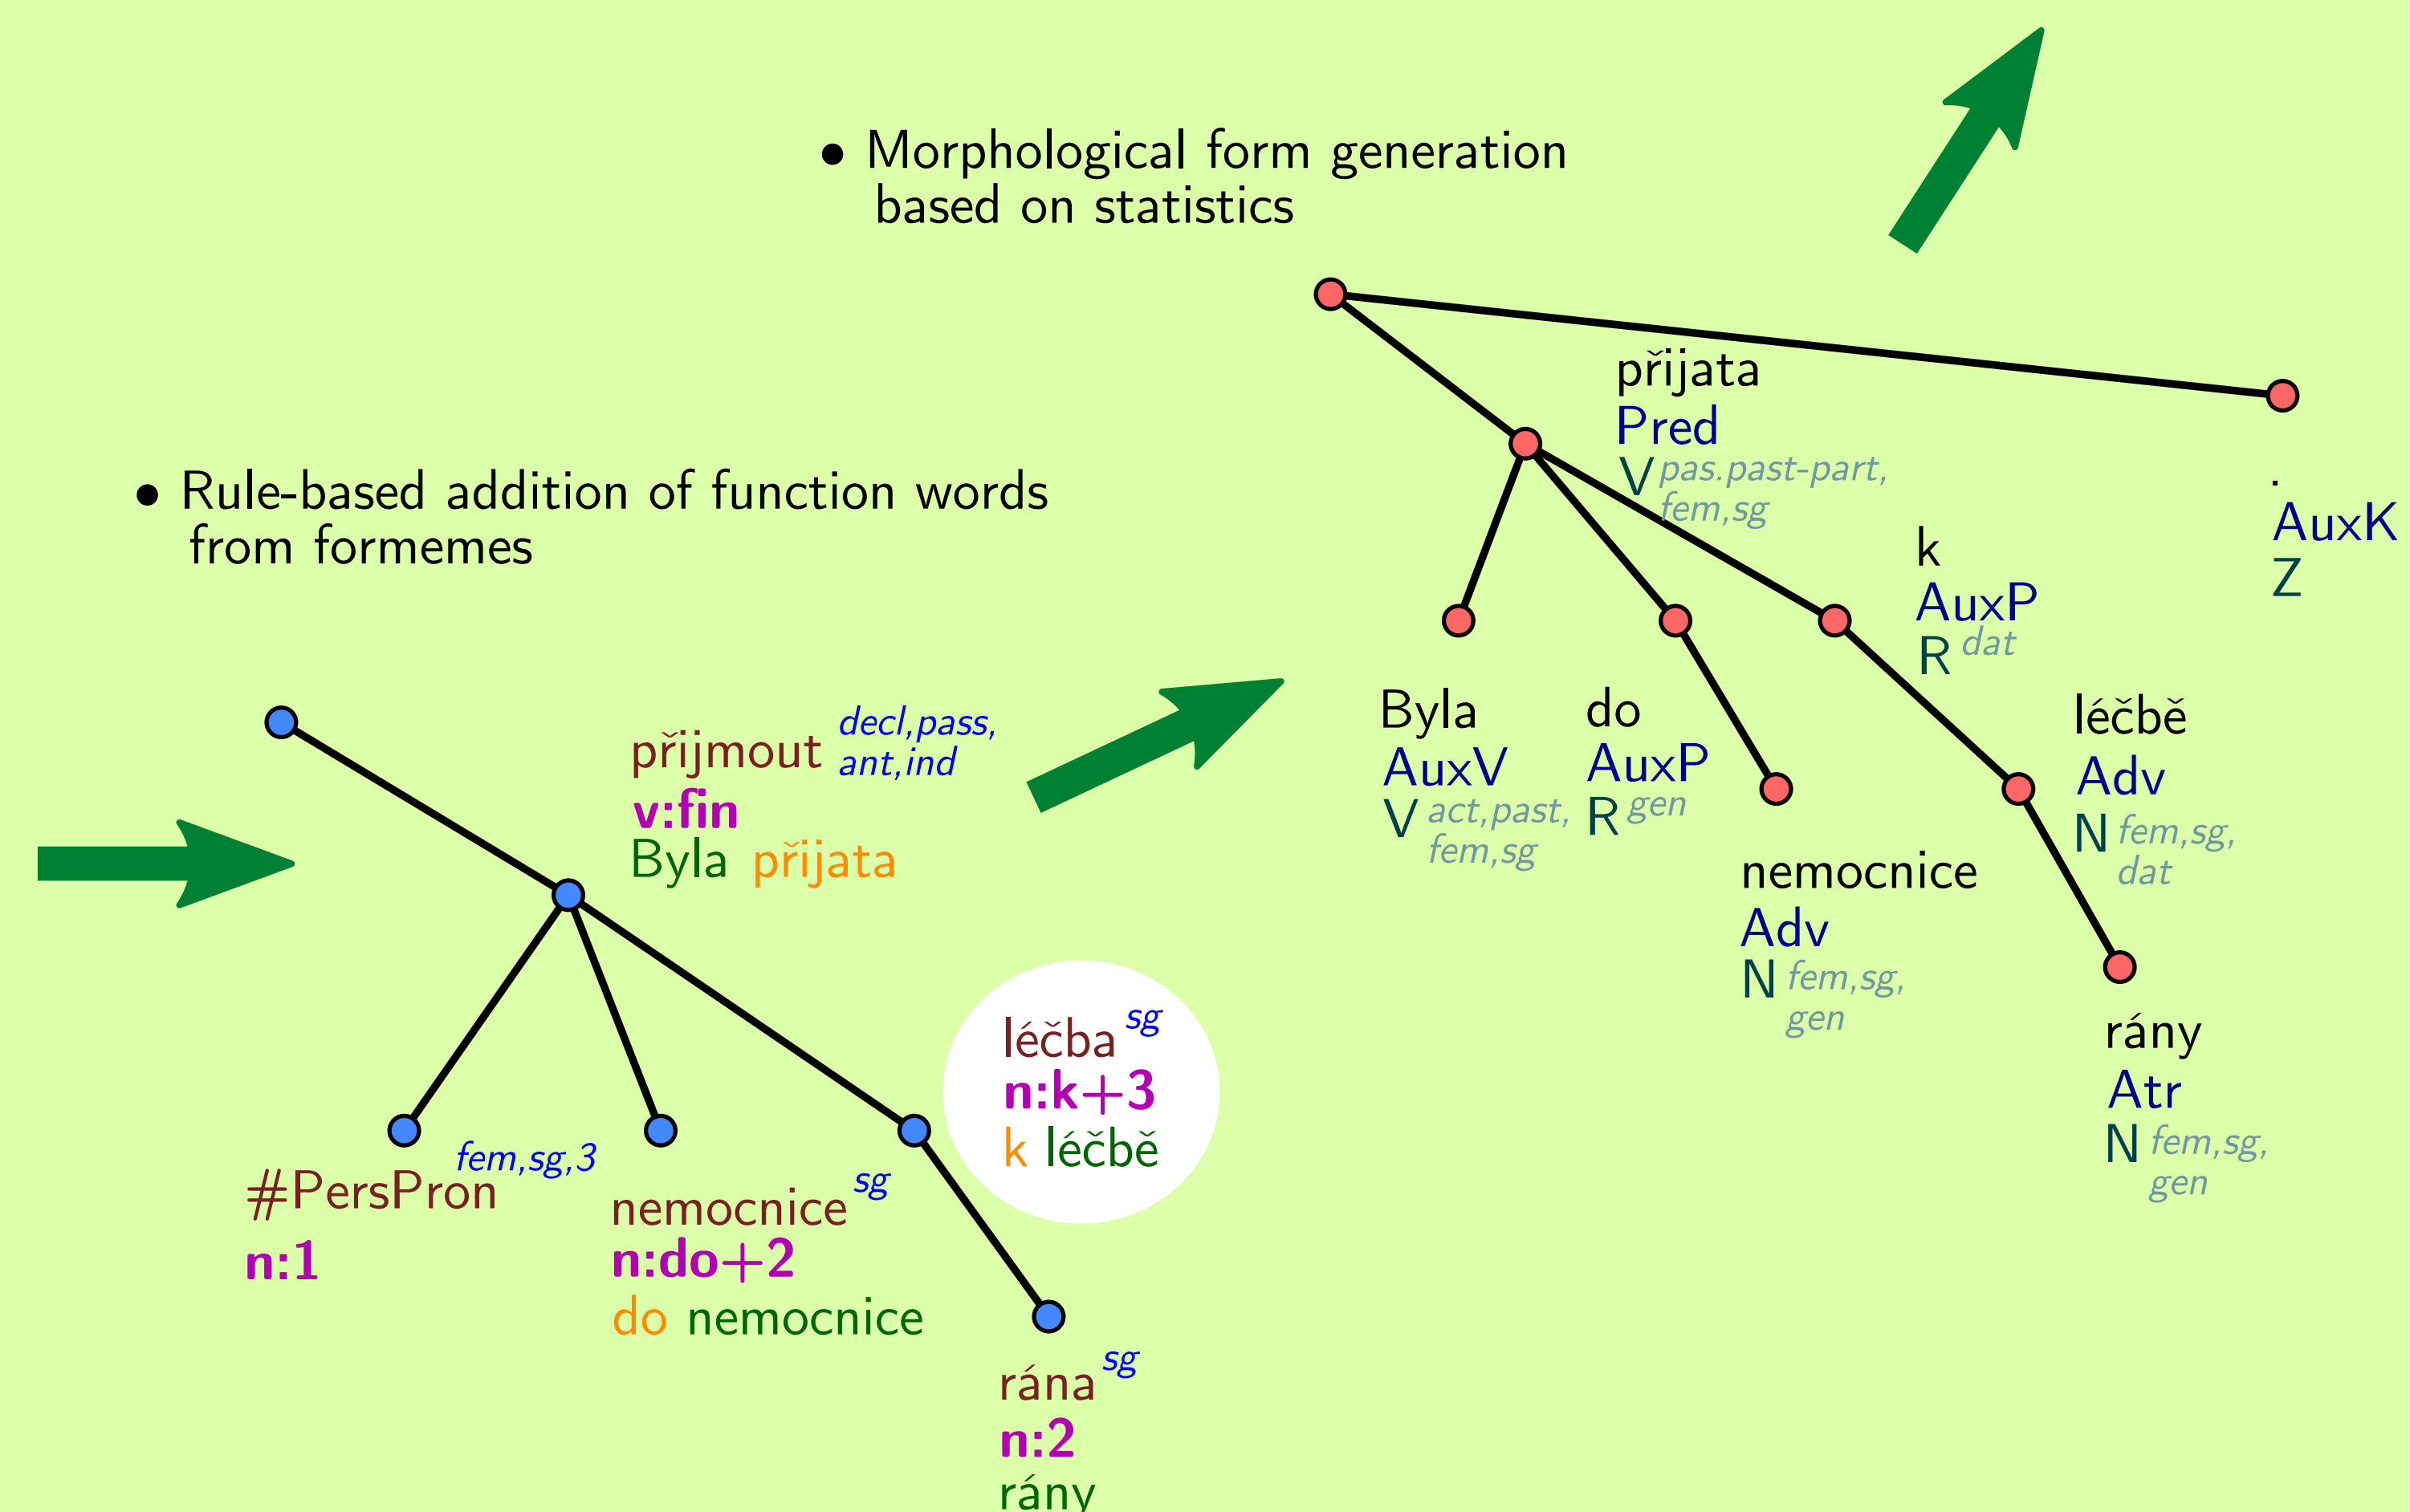 • Morphological form generation
based on statistics
• Rule-based addition of function words
from formemes
přijmout decl,pass,
ant,ind
v:fin
Byla přijata
#PersPron fem,sg,3
n:1
nemocnice sg
n:do+2
do nemocnice
léčba sg
n:k+3
k léčbě
rána sg
n:2
rány
přijata
Pred
V pas.past-part,
fem,sg
.
AuxK
Z
Byla
AuxV
V act,past,
fem,sg
do
AuxP
R gen
nemocnice
Adv
N fem,sg,
gen
k
AuxP
R dat
léčbě
Adv
N fem,sg,
dat
rány
Atr
N fem,sg,
gen